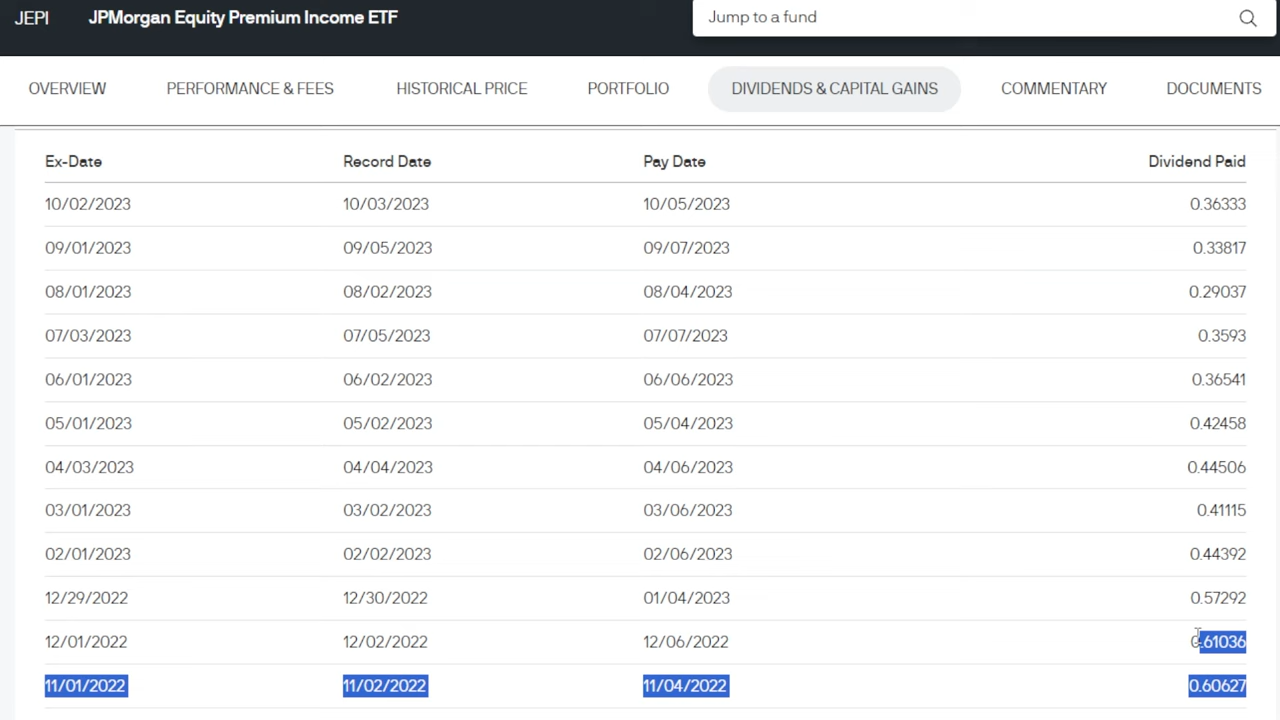 JEPI JPMorgan Equity Premium Income ETF Jump to a fund
OVERVIEW PERFORMANCE & FEES HISTORICAL PRICE PORTFOLIO DIVIDENDS & CAPITAL GAINS COMMENTARY DOCUMENTS
Ex-Date Record Date Pay Date Dividend Paid
10/02/2023 10/03/2023 10/05/2023 0.36333
09/01/2023 09/05/2023 09/07/2023 0.33817
08/01/2023 08/02/2023 08/04/2023 0.29037
07/03/2023 07/05/2023 07/07/2023 0.3593
06/01/2023 06/02/2023 06/06/2023 0.36541
05/01/2023 05/02/2023 05/04/2023 0.42458
04/03/2023 04/04/2023 04/06/2023 0.44506
03/01/2023 03/02/2023 03/06/2023 0.41115
02/01/2023 02/02/2023 02/06/2023 0.44392
12/29/2022 12/30/2022 01/04/2023 0.57292
12/01/2022 12/02/2022 12/06/2022 0.61036
11/01/2022 11/02/2022 11/04/2022 0.60627